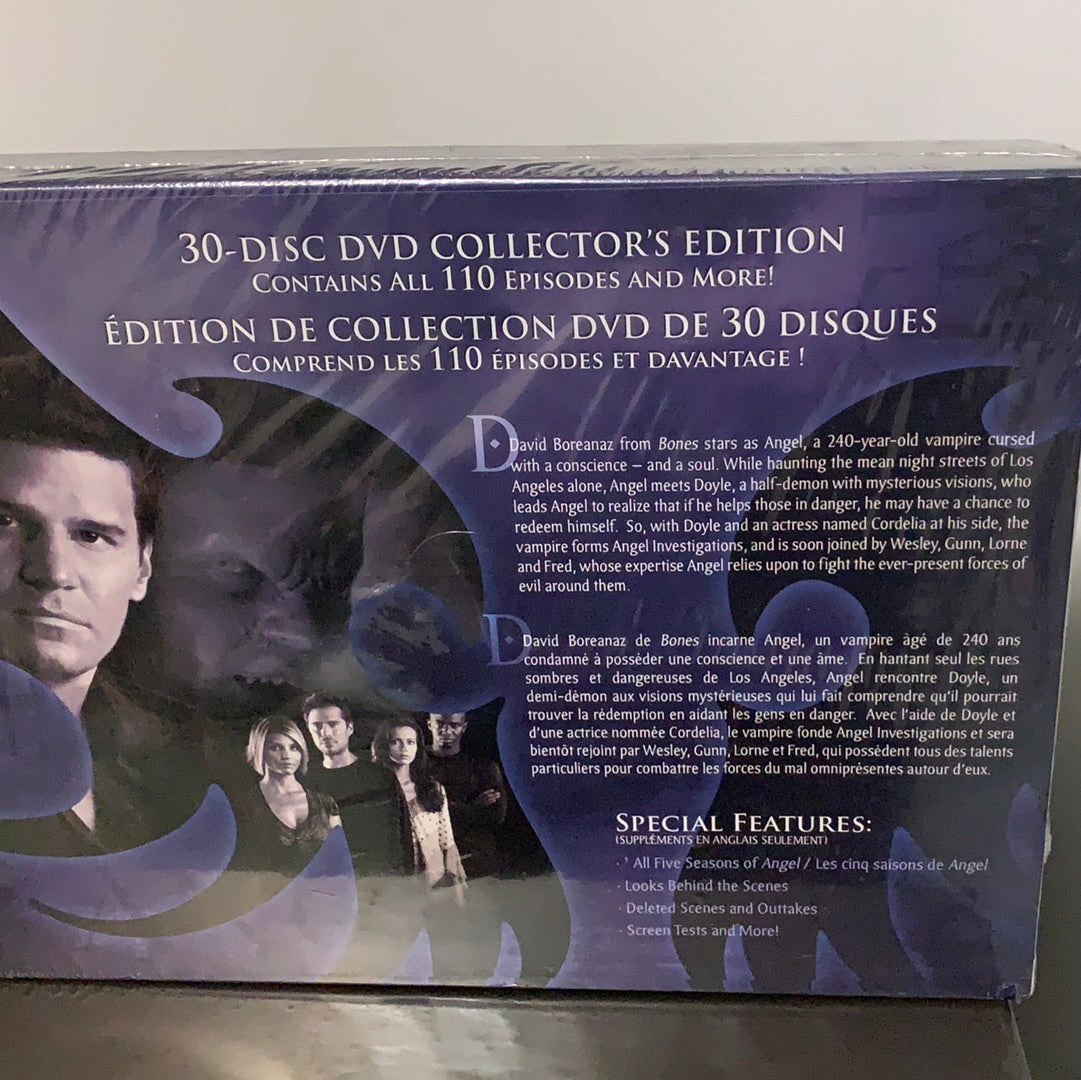 30-DISC DVD COLLECTOR'S EDITION
CONTAINS ALL 110 EPISODES AND MORE!
ÉDITION DE COLLECTION DVD DE 30 DISQUES
COMPREND LES 110 ÉPISODES ET DAVANTAGE !
David Boreanaz from Bones stars as Angel, a 240-year-old vampire cursed
with a conscience – and a soul. While haunting the mean night streets of Los
Angeles alone, Angel meets Doyle, a half-demon with mysterious visions, who
leads Angel to realize that if he helps those in danger, he may have a chance to
redeem himself. So, with Doyle and an actress named Cordelia at his side, the
vampire forms Angel Investigations, and is soon joined by Wesley, Gunn, Lorne
and Fred, whose expertise Angel relies upon to fight the ever-present forces of
evil around them.
David Boreanaz de Bones incarne Angel, un vampire âgé de 240 ans
condamné à posséder une conscience et une âme. En hantant seul les rues
sombres et dangereuses de Los Angeles, Angel rencontre Doyle, un
demi-démon aux visions mystérieuses qui lui fait comprendre qu'il pourrait
trouver la rédemption en aidant les gens en danger. Avec l'aide de Doyle et
d'une actrice nommée Cordelia, le vampire fonde Angel Investigations et sera
bientôt rejoint par Wesley, Gunn, Lorne et Fred, qui possèdent tous des talents
particuliers pour combattre les forces du mal omniprésentes autour d'eux.
SPECIAL FEATURES:
(SUPPLÉMENTS EN ANGLAIS SEULEMENT)
· All Five Seasons of Angel / Les cinq saisons de Angel
· Looks Behind the Scenes
· Deleted Scenes and Outtakes
· Screen Tests and More!